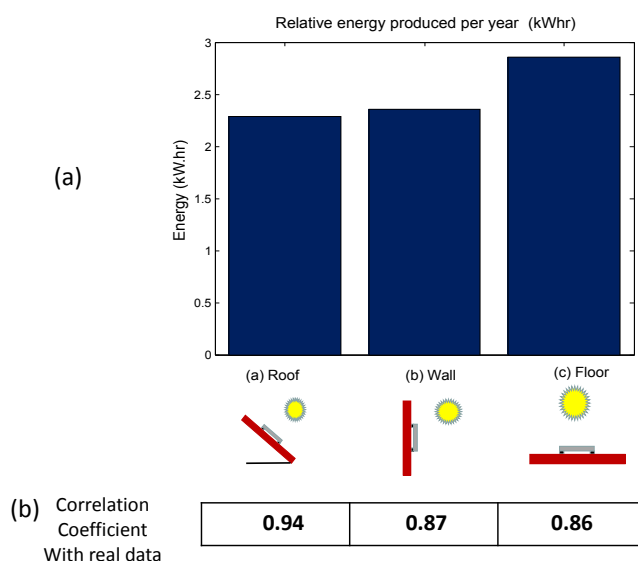 Relative energy produced per year (kWhr)
(a)
Energy (kW.hr)
3
2.5
2
1.5
1
0.5
0
(a) Roof (b) Wall (c) Floor
(b) Correlation
Coefficient
With real data
0.94 0.87 0.86